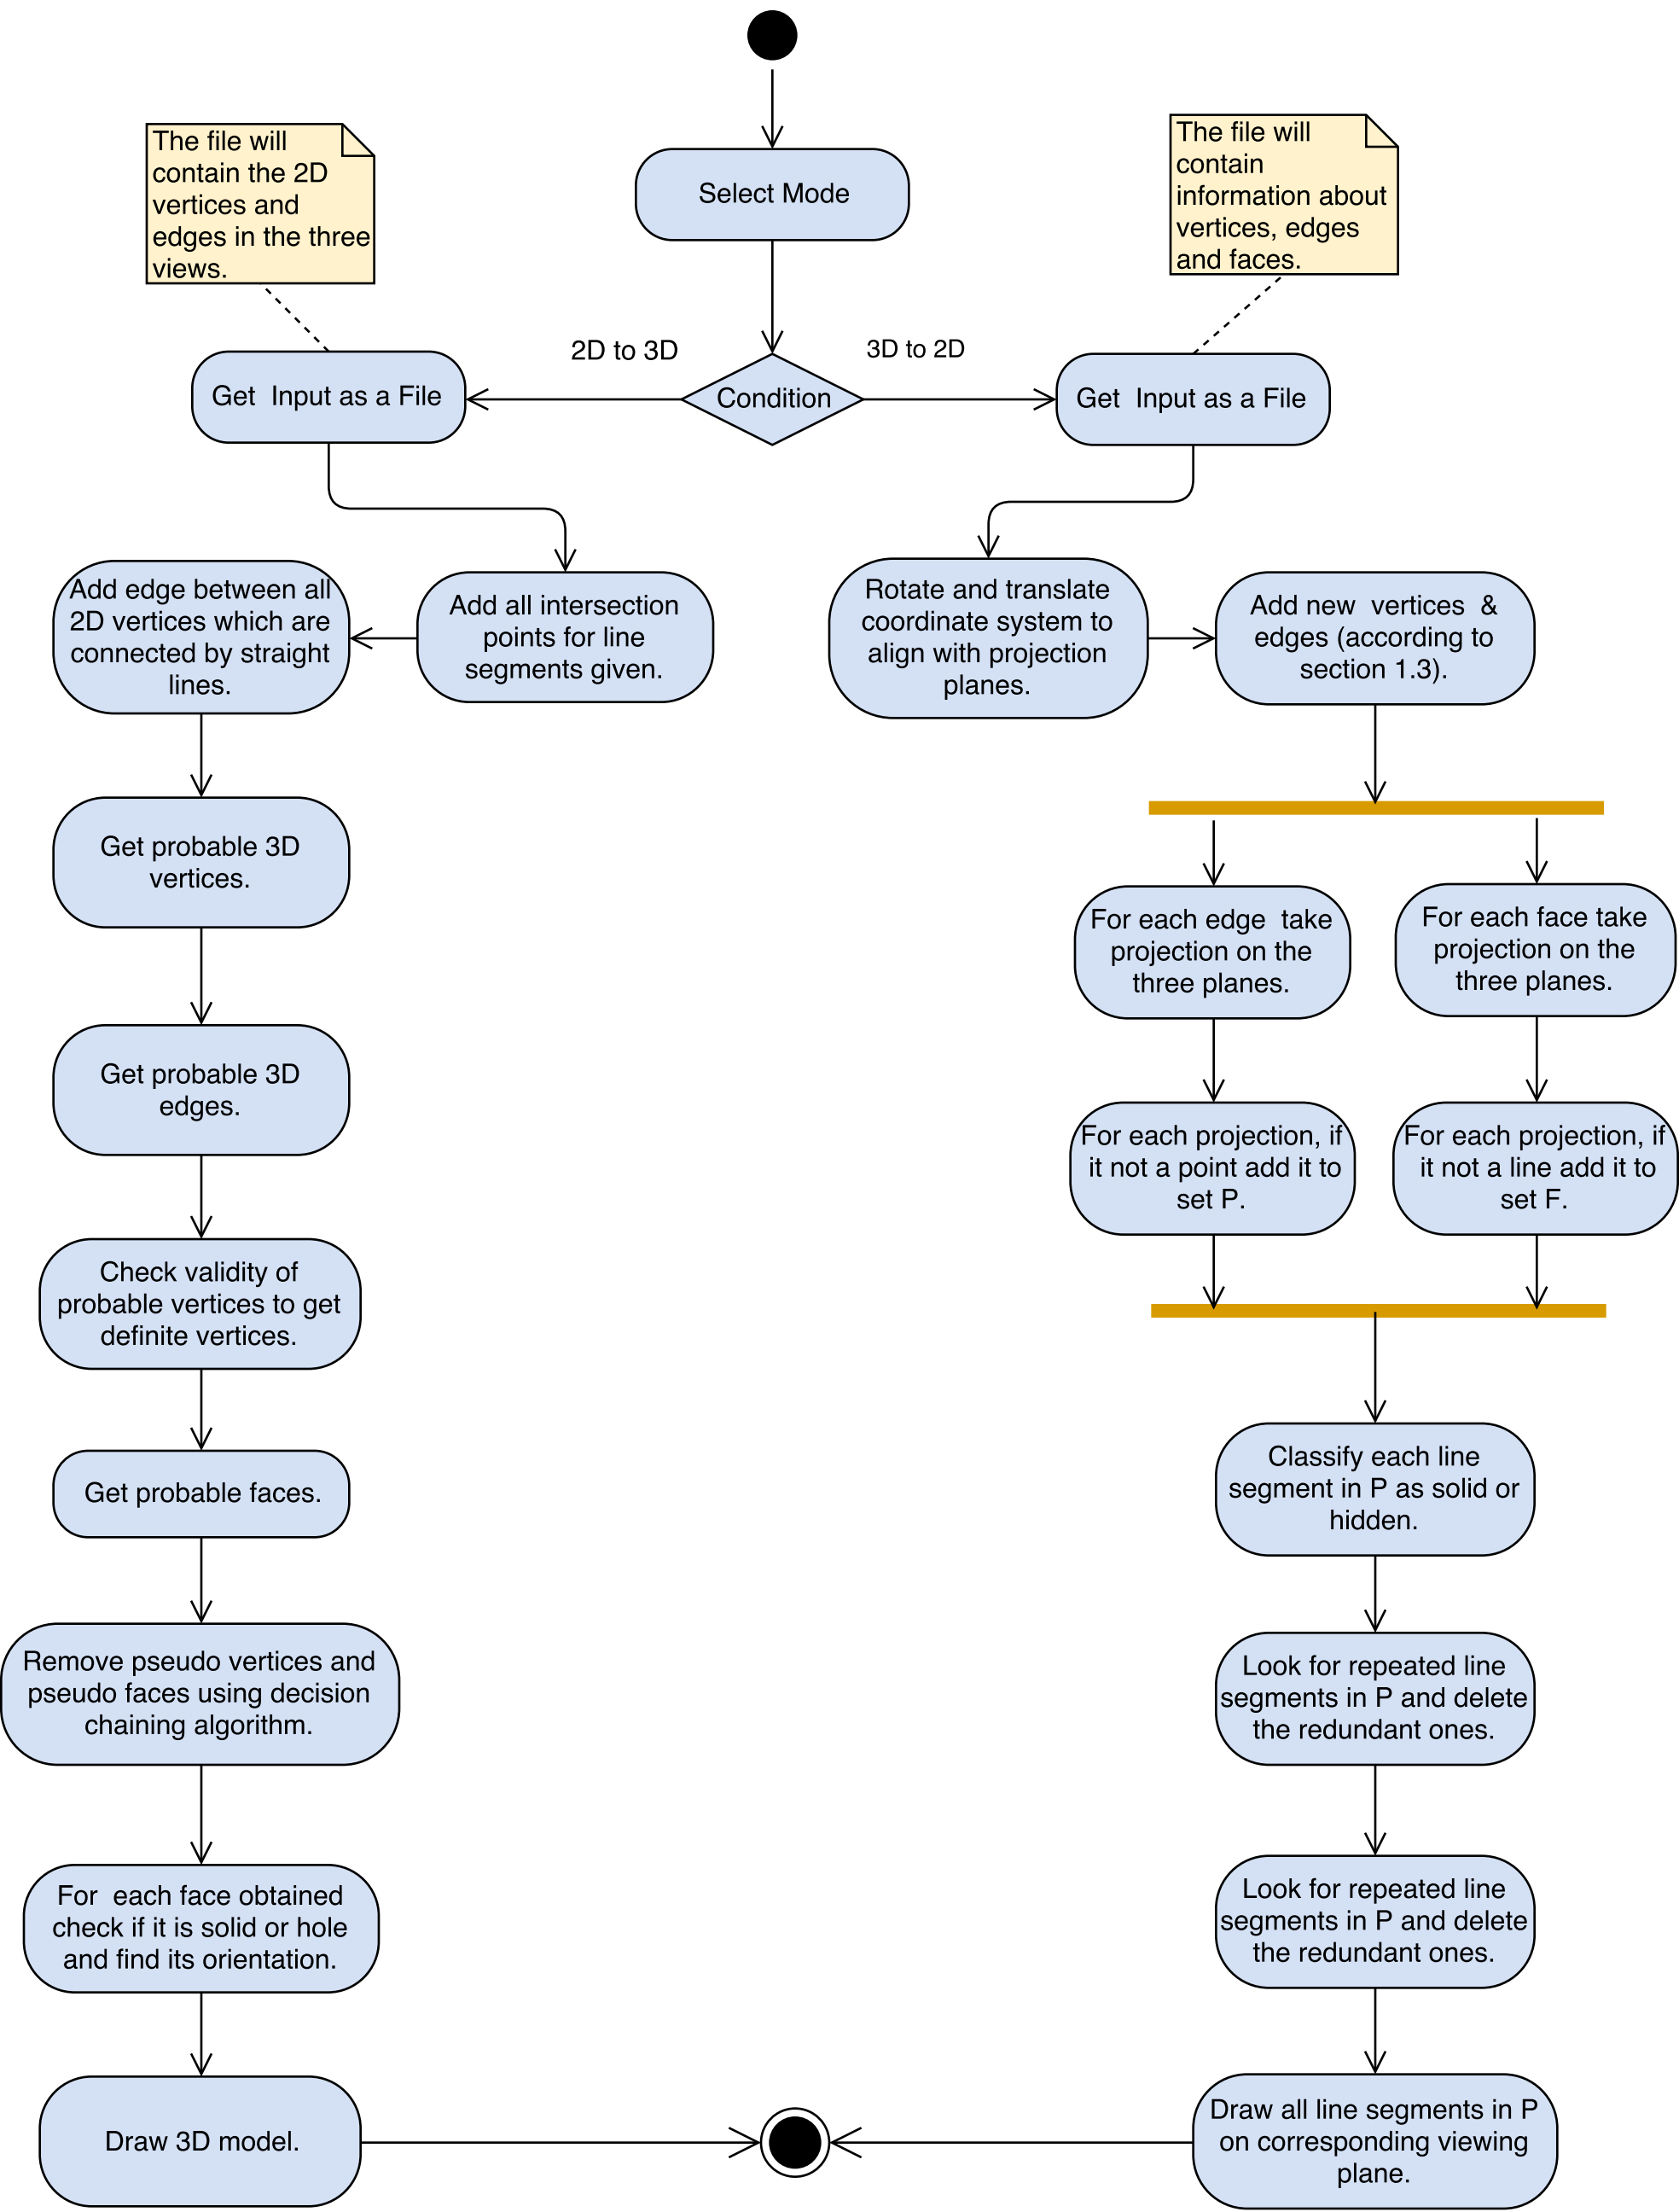 The file will
contain the 2D
vertices and
edges in the three
views.
The file will
contain
information about
vertices, edges
and faces.
Select Mode
2D to 3D
3D to 2D
Get Input as a File
Condition
Get Input as a File
Add edge between all
2D vertices which are
connected by straight
lines.
Add all intersection
points for line
segments given.
Rotate and translate
coordinate system to
align with projection
planes.
Add new vertices &
edges (according to
section 1.3).
Get probable 3D
vertices.
For each edge take
projection on the
three planes.
For each face take
projection on the
three planes.
Get probable 3D
edges.
For each projection, if
it not a point add it to
set P.
For each projection, if
it not a line add it to
set F.
Check validity of
probable vertices to get
definite vertices.
Get probable faces.
Classify each line
segment in P as solid or
hidden.
Remove pseudo vertices and
pseudo faces using decision
chaining algorithm.
Look for repeated line
segments in P and delete
the redundant ones.
For each face obtained
check if it is solid or hole
and find its orientation.
Look for repeated line
segments in P and delete
the redundant ones.
Draw 3D model.
Draw all line segments in P
on corresponding viewing
plane.